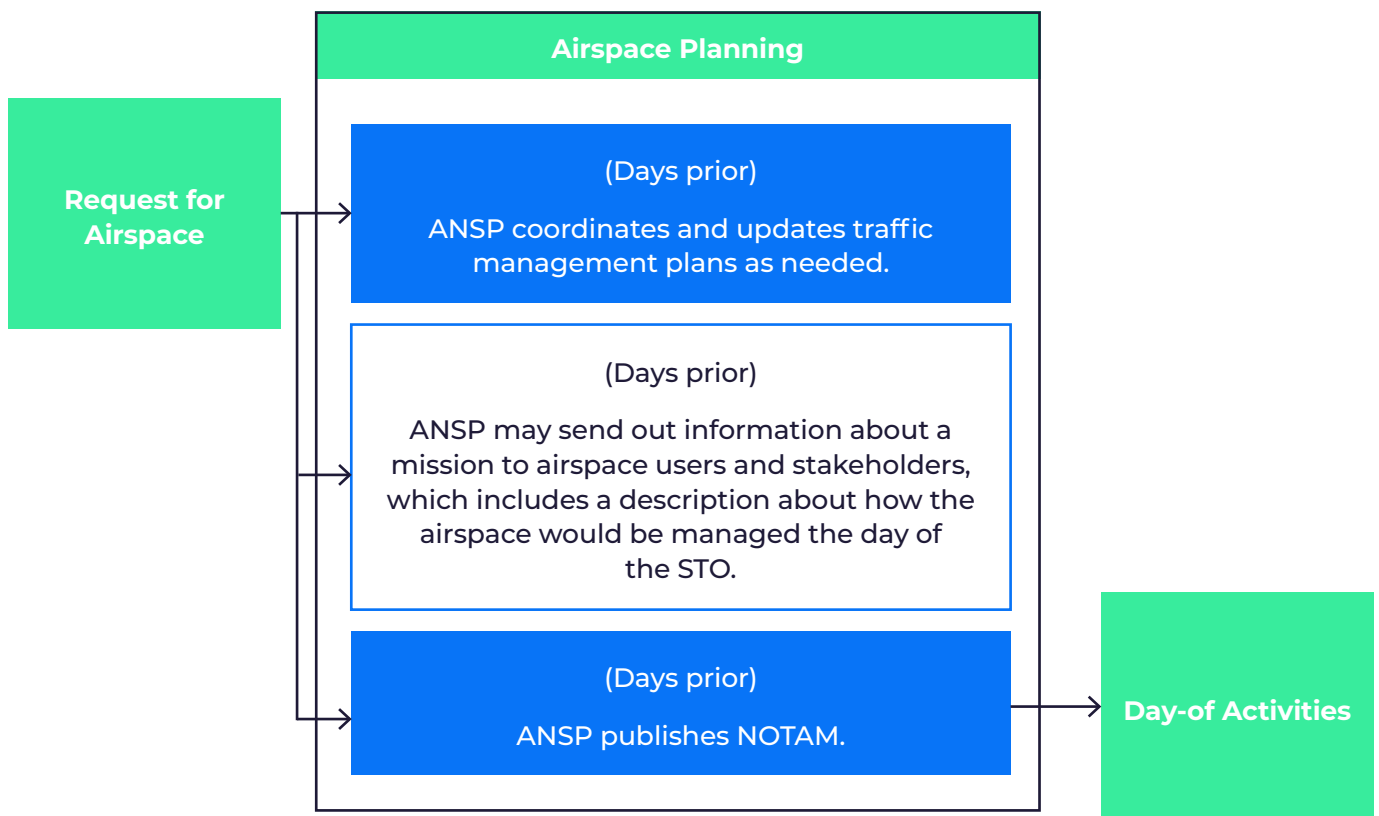 Airspace Planning
Request for
Airspace
(Days prior)
ANSP coordinates and updates traffic
management plans as needed.
(Days prior)
ANSP may send out information about a
mission to airspace users and stakeholders,
which includes a description about how the
airspace would be managed the day of
the STO.
(Days prior)
ANSP publishes NOTAM.
Day-of Activities